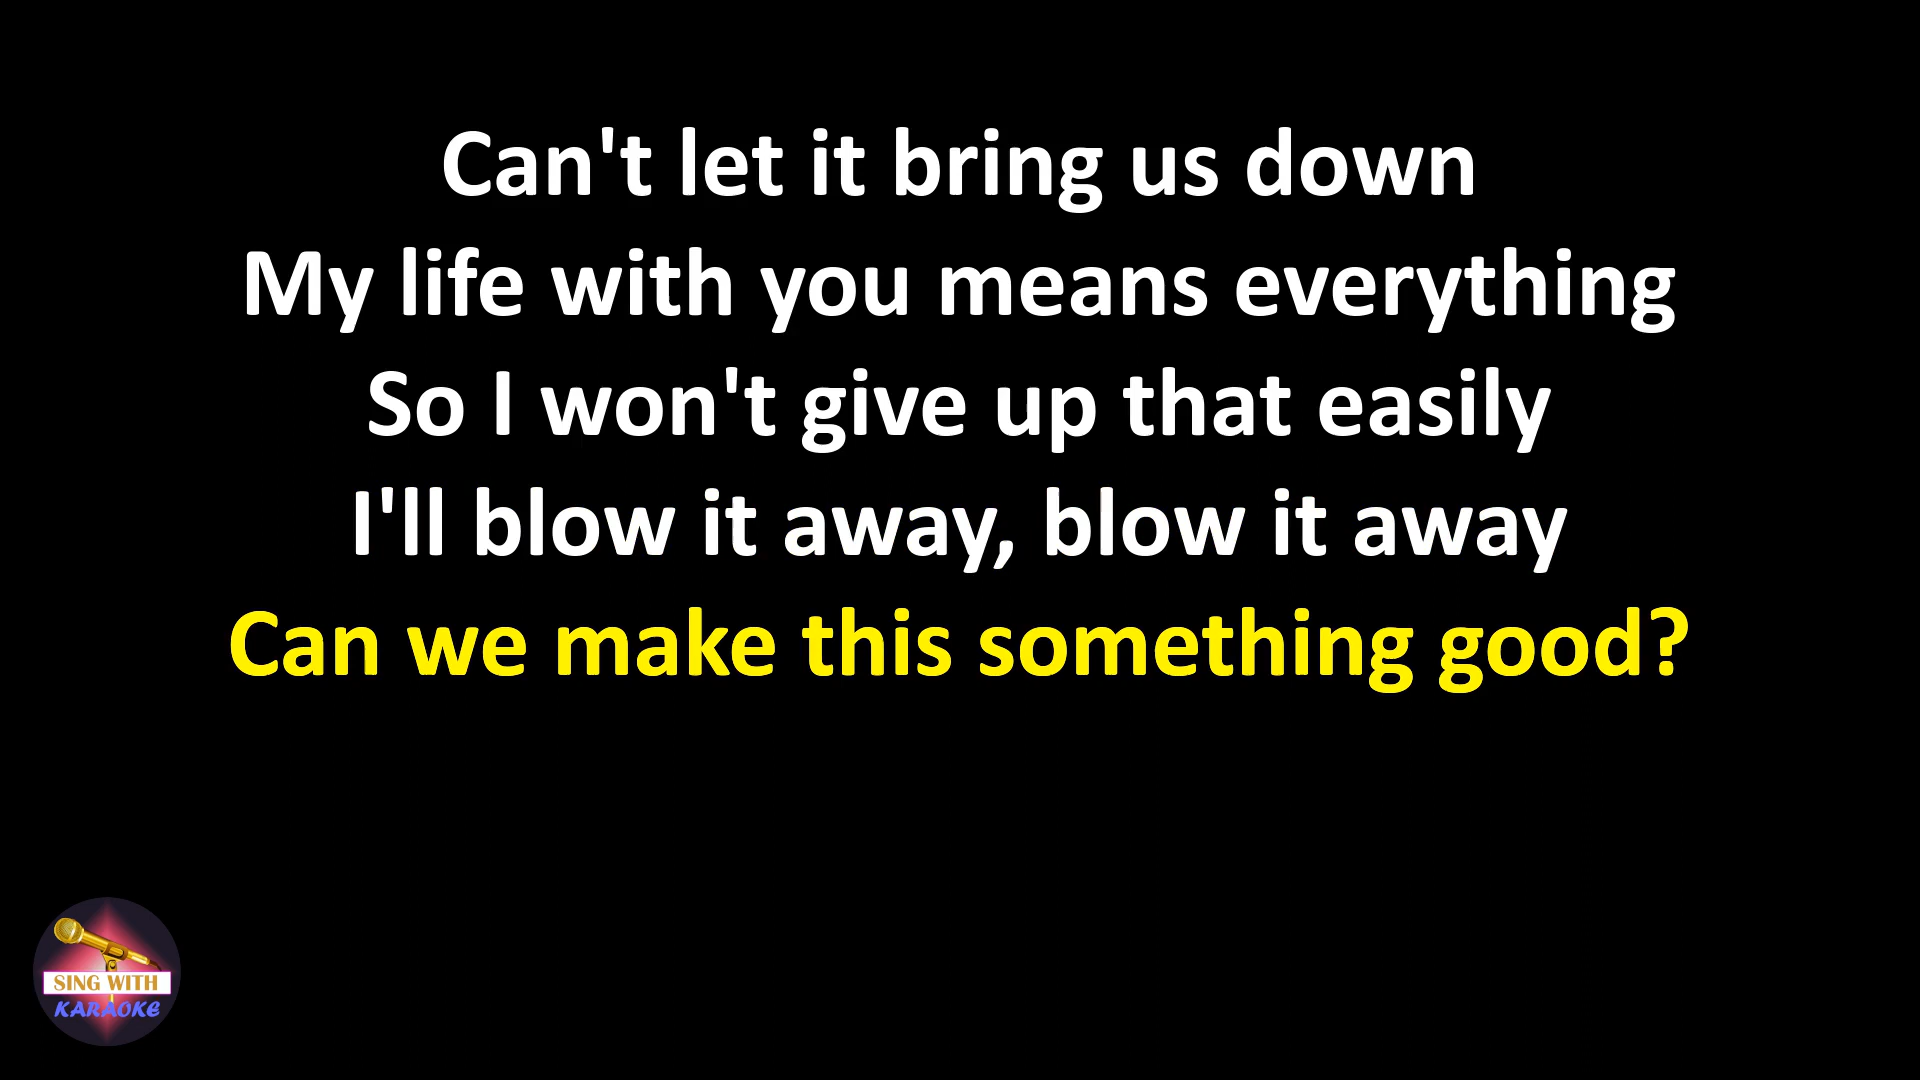 Can't let it bring us down
My life with you means everything
So I won't give up that easily
I'll blow it away, blow it away
Can we make this something good?
SING WITH
KARAOKE